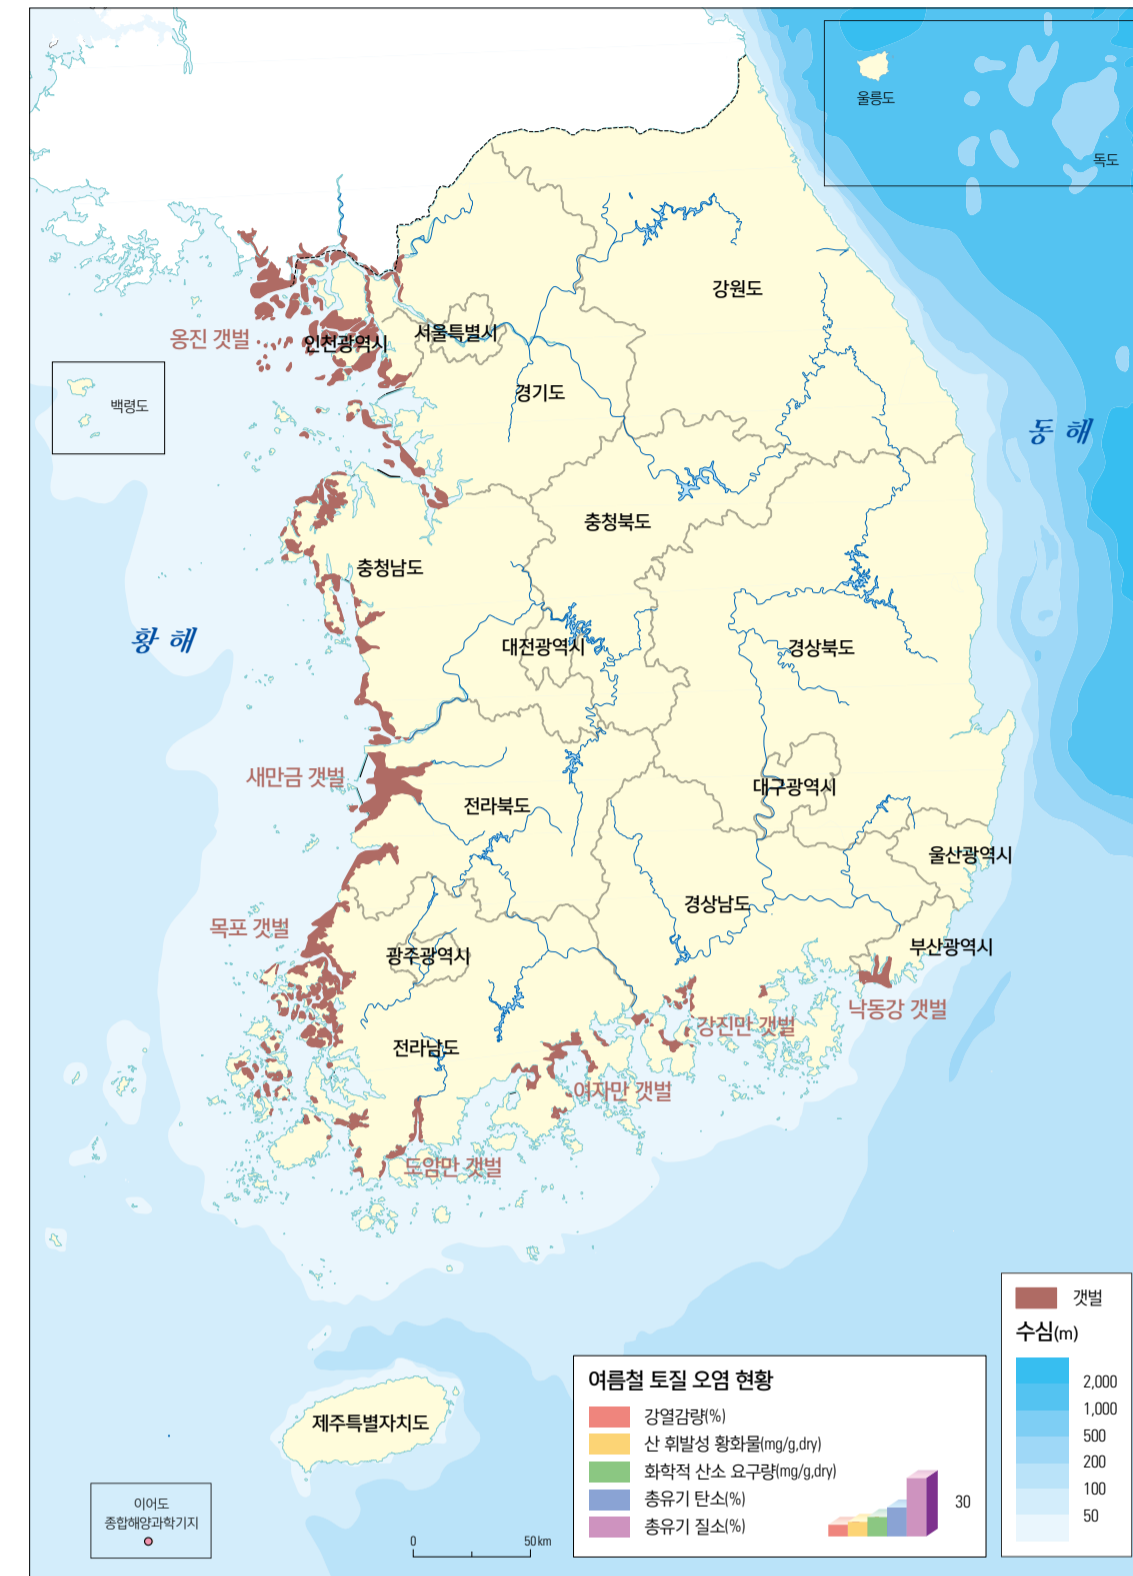 울릉도
독도
강원도
서울특별시
옹진 갯벌
인천광역시
경기도
백령도
동 해
충청북도
충청남도
황 해
대전광역시
경상북도
새만금 갯벌
전라북도
대구광역시
울산광역시
경상남도
목포 갯벌
광주광역시
부산광역시
낙동강 갯벌
강진만 갯벌
전라남도
여자만 갯벌
도암만 갯벌
제주특별자치도
이어도
종합해양과학기지
0 50 km
여름철 토질 오염 현황
강열감량(%)
산 휘발성 황화물(mg/g,dry)
화학적 산소 요구량(mg/g,dry)
총유기 탄소(%)
총유기 질소(%)
30
갯벌
수심(m)
2,000
1,000
500
200
100
50